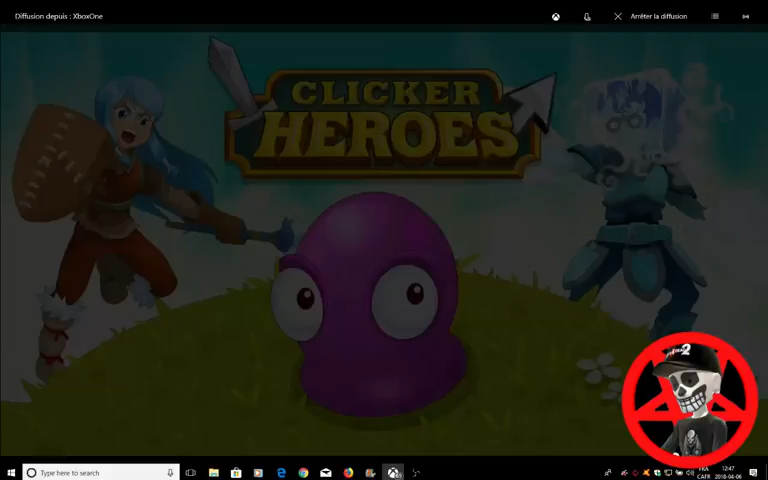 Diffusion depuis : XboxOne
Arrêter la diffusion
CLICKER
HEROES
2
Type here to search
FRA
CAFR
12:47
2018-04-06